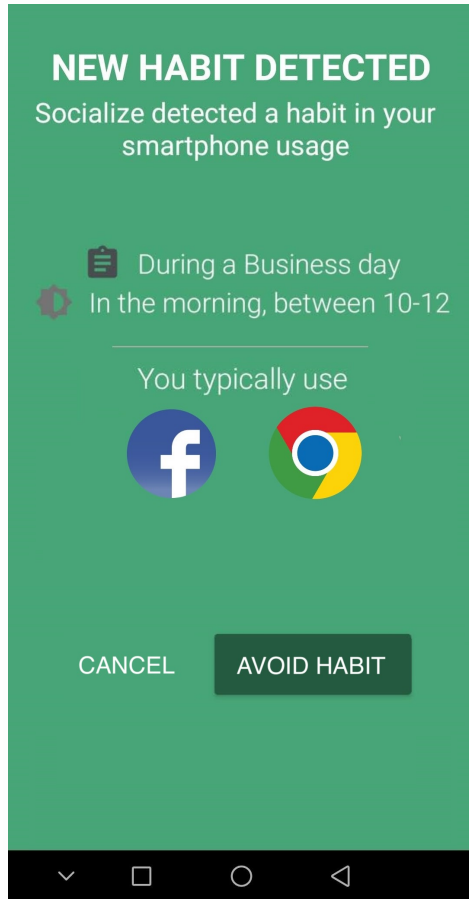 NEW HABIT DETECTED
Socialize detected a habit in your
smartphone usage
During a Business day
In the morning, between 10-12
You typically use
CANCEL
AVOID HABIT